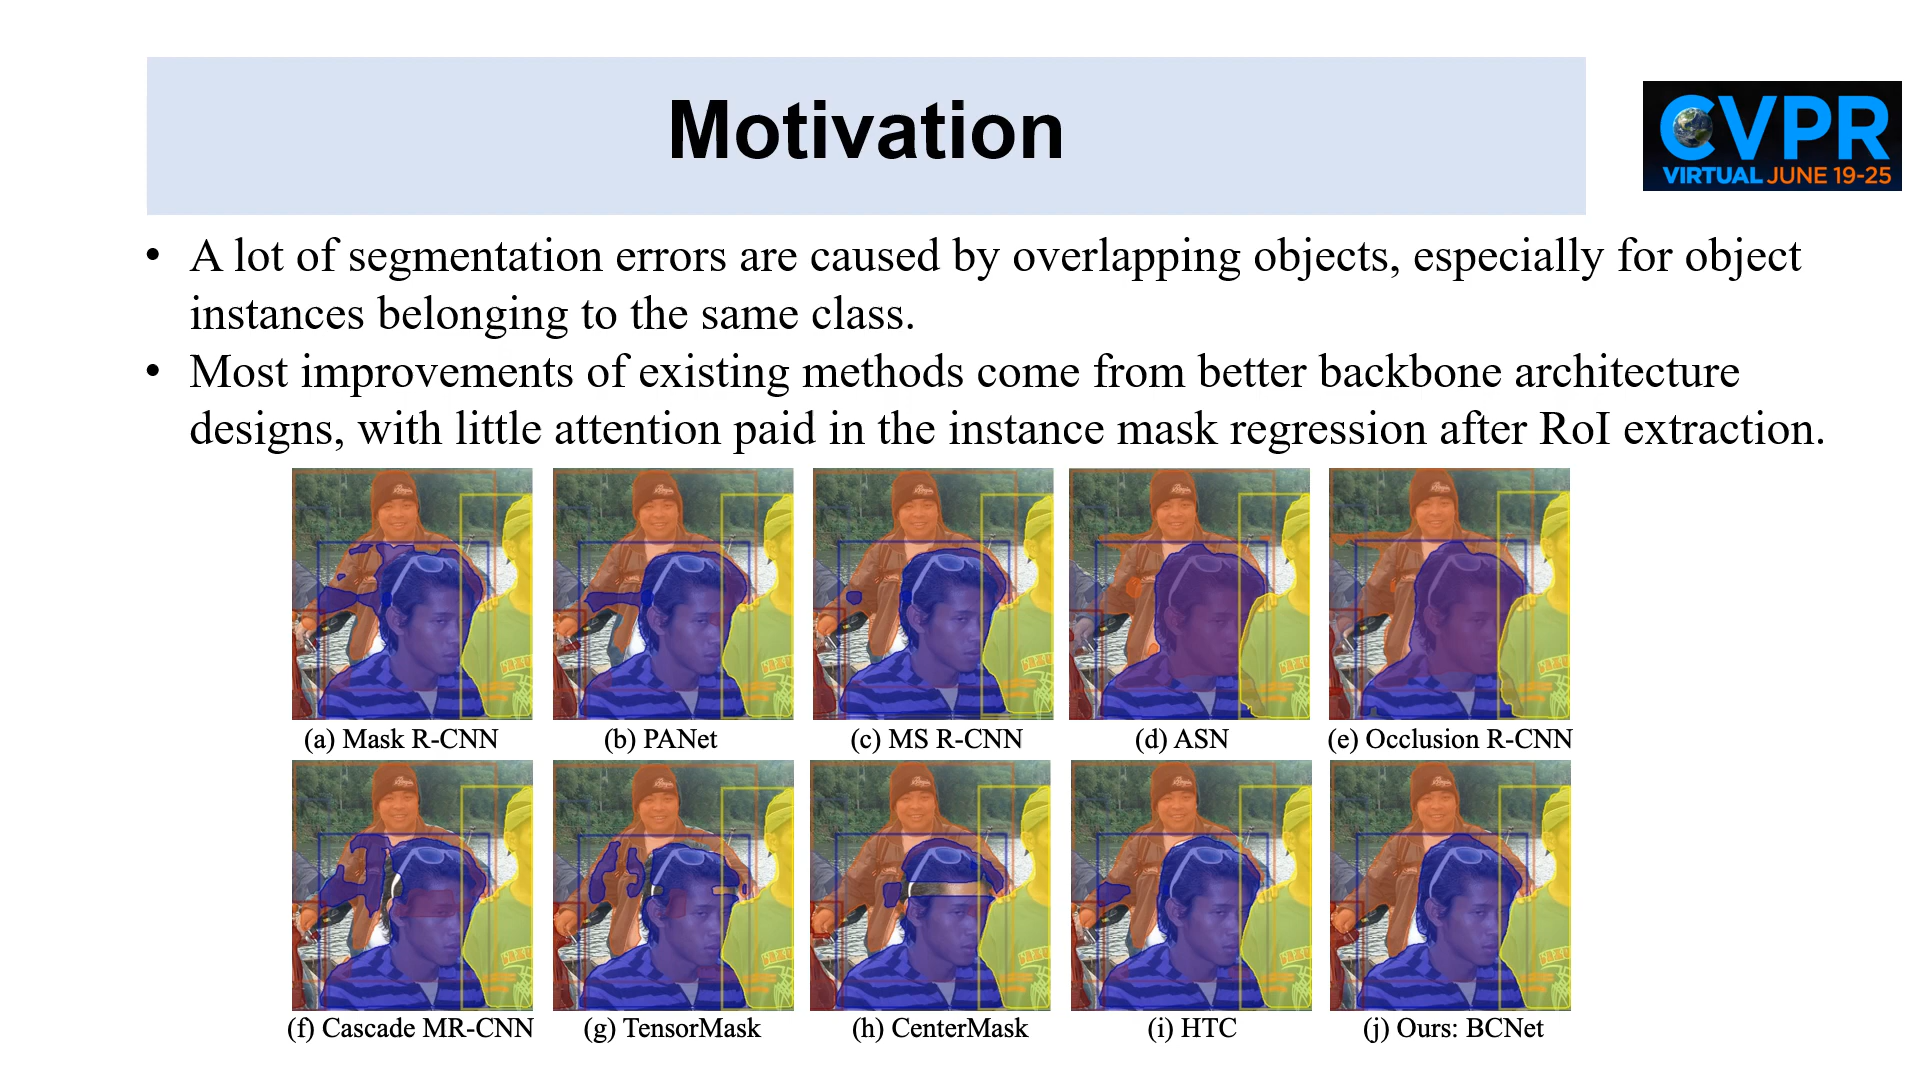 Motivation
CVPR
VIRTUAL JUNE 19-25
• A lot of segmentation errors are caused by overlapping objects, especially for object
instances belonging to the same class.
• Most improvements of existing methods come from better backbone architecture
designs, with little attention paid in the instance mask regression after RoI extraction.
(a) Mask R-CNN
(b) PANet
(c) MS R-CNN
(d) ASN
(e) Occlusion R-CNN
(f) Cascade MR-CNN
(g) TensorMask
(h) CenterMask
(i) HTC
(j) Ours: BCNet